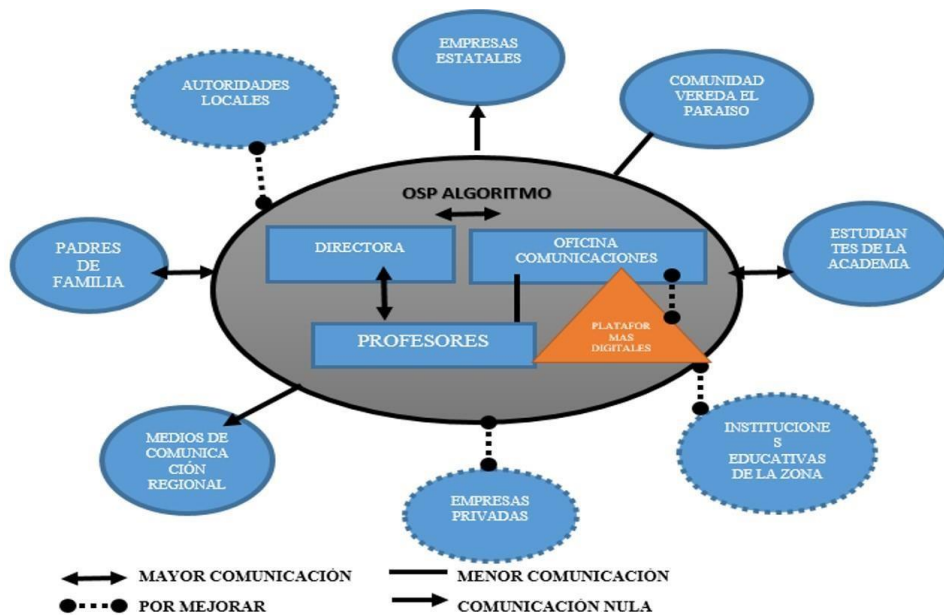 EMPRESAS
ESTATALES
AUTORIDADES
LOCALES
COMUNIDAD
VEREDA EL
PARAISO
OSP ALGORITMO
PADRES
DE
FAMILIA
DIRECTORA
OFICINA
COMUNICACIONES
ESTUDIAN
TES DE LA
ACADEMIA
PROFESORES
PLATAFOR
MAS
DIGITALES
MEDIOS DE
COMUNICA
CIÓN
REGIONAL
EMPRESAS
PRIVADAS
INSTITUCIONE
S
EDUCATIVAS
DE LA ZONA
MAYOR COMUNICACIÓN
MENOR COMUNICACIÓN
POR MEJORAR
COMUNICACIÓN NULA